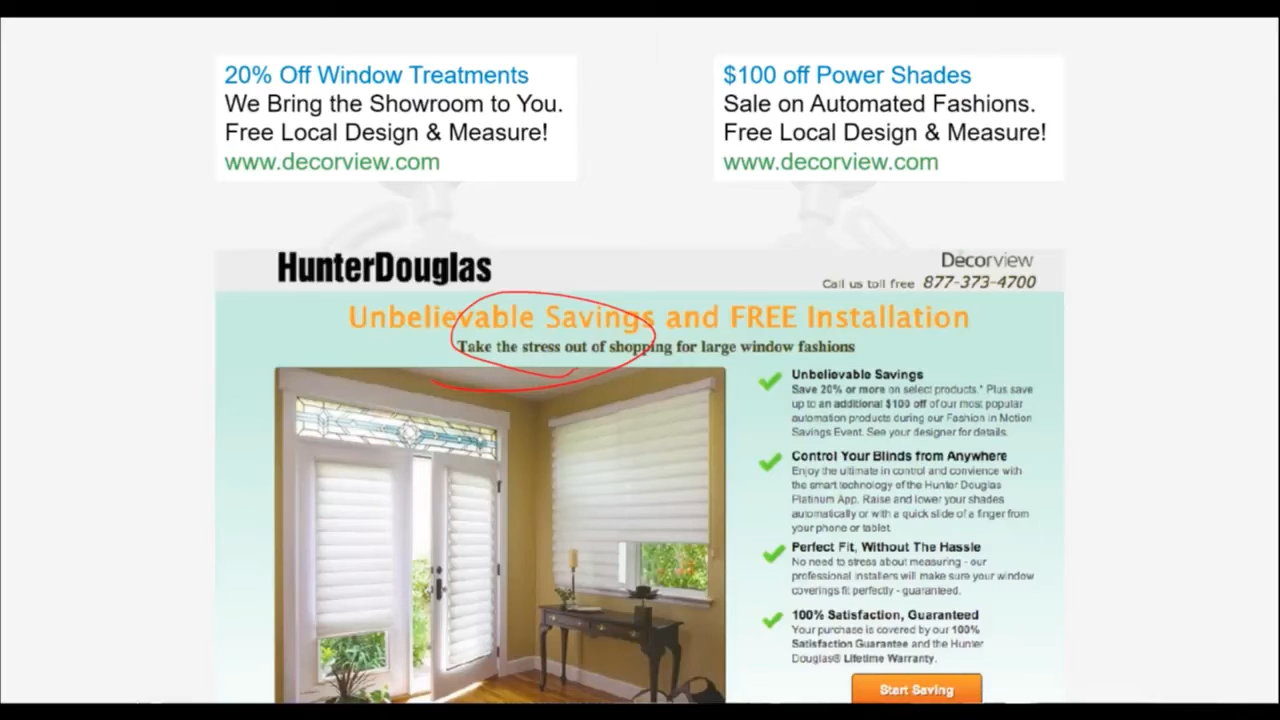 20% Off Window Treatments
We Bring the Showroom to You.
Free Local Design & Measure!
www.decorview.com
$100 off Power Shades
Sale on Automated Fashions.
Free Local Design & Measure!
www.decorview.com
HunterDouglas
Decorview
Call us toll free 877-373-4700
Unbelievable Savings and FREE Installation
Take the stress out of shopping for large window fashions
Unbelievable Savings
Save 20% or more on select products.* Plus save
up to an additional $100 off of our most popular
automation products during our Fashion in Motion
Savings Event. See your designer for details.
Control Your Blinds from Anywhere
Enjoy the ultimate in control and convience with
the smart technology of the Hunter Douglas
Platinum App. Raise and lower your shades
automatically or with a quick slide of a finger from
your phone or tablet.
Perfect Fit, Without The Hassle
No need to stress about measuring - our
professional installers will make sure your window
coverings fit perfectly - guaranteed.
100% Satisfaction, Guaranteed
Your purchase is covered by our 100%
Satisfaction Guarantee and the Hunter
Douglas® Lifetime Warranty.
Start Saving